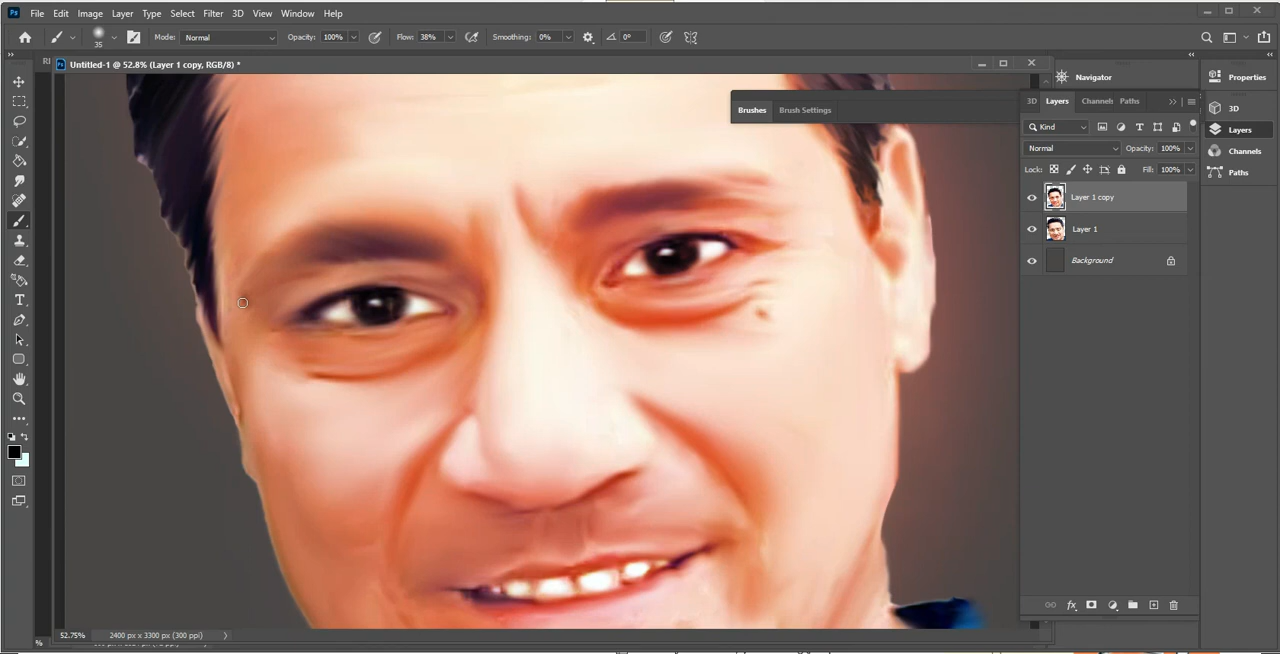 Ps File Edit Image Layer Type Select Filter 3D View Window Help
35 Mode: Normal Opacity: 100% Flow: 38% Smoothing: 0% 0°
Untitled-1 @ 52.8% (Layer 1 copy, RGB/8) *
Navigator
Properties
Brushes Brush Settings
3D Layers Channels Paths
3D
Kind
Layers
Normal Opacity: 100%
Channels
Lock: Fill: 100%
Paths
Layer 1 copy
Layer 1
Background
fx
52.75% 2400 px x 3300 px (300 ppi)
%